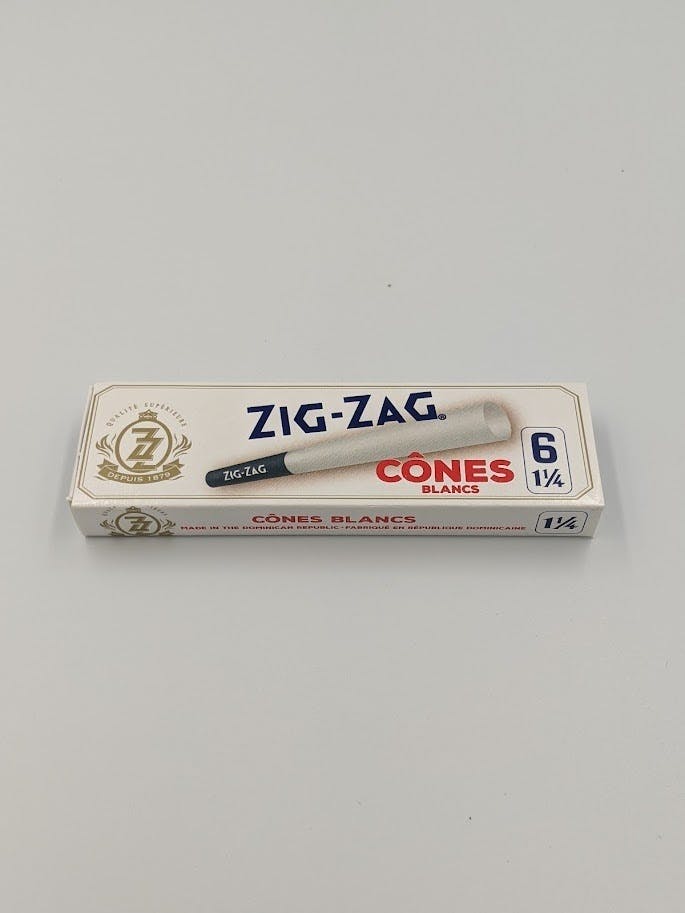 QUALITÉ SUPÉRIEURE
ZZ
DEPUIS 1879
ZIG-ZAG®
ZIG-ZAG
CÔNES
BLANCS
6
1¼
CÔNES BLANCS
MADE IN THE DOMINICAN REPUBLIC • FABRIQUÉ EN RÉPUBLIQUE DOMINICAINE
1¼